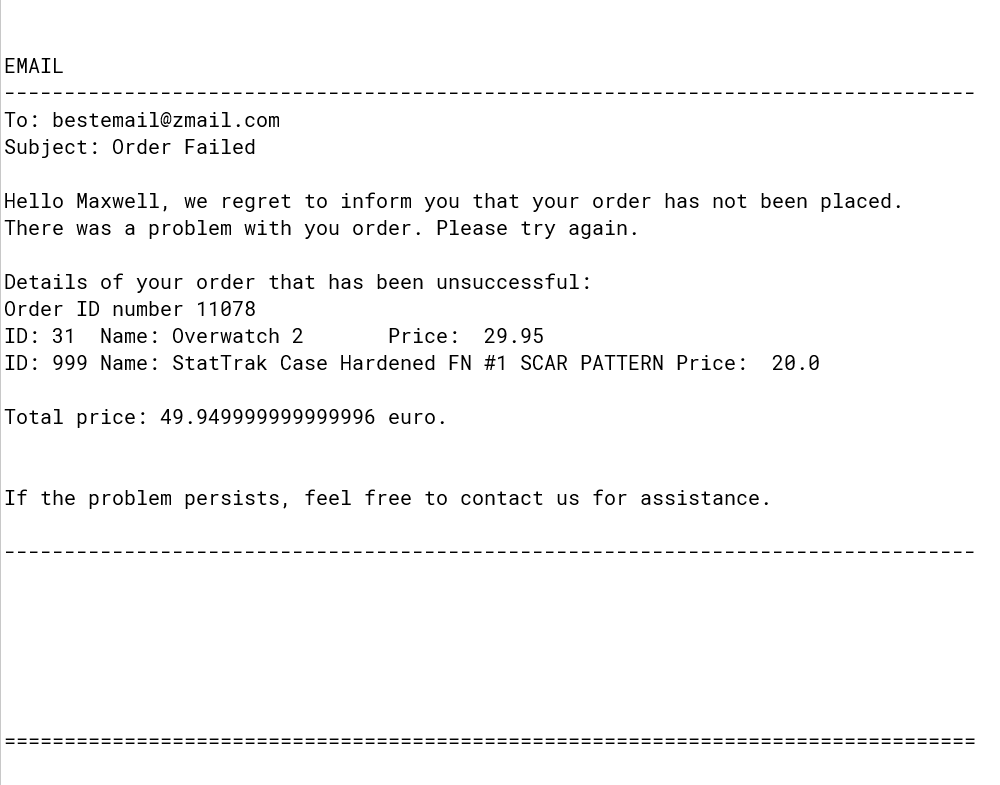 EMAIL
---------------------------------------------------------------------------------
To: bestemail@zmail.com
Subject: Order Failed
Hello Maxwell, we regret to inform you that your order has not been placed.
There was a problem with you order. Please try again.
Details of your order that has been unsuccessful:
Order ID number 11078
ID: 31  Name: Overwatch 2       Price:  29.95
ID: 999 Name: StatTrak Case Hardened FN #1 SCAR PATTERN Price:  20.0
Total price: 49.949999999999996 euro.
If the problem persists, feel free to contact us for assistance.
---------------------------------------------------------------------------------
=================================================================================